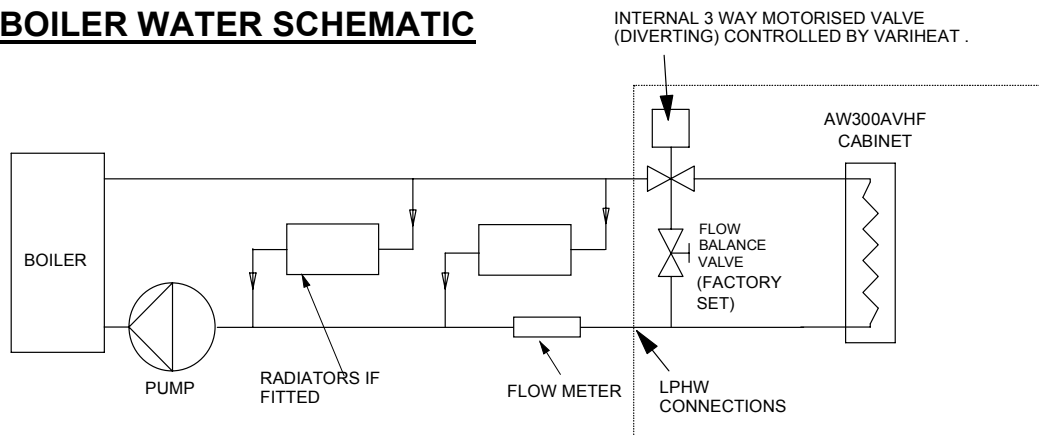 BOILER WATER SCHEMATIC
INTERNAL 3 WAY MOTORISED VALVE
(DIVERTING) CONTROLLED BY VARIHEAT .
AW300AVHF
CABINET
BOILER
FLOW
BALANCE
VALVE
(FACTORY
SET)
PUMP
RADIATORS IF
FITTED
FLOW METER
LPHW
CONNECTIONS